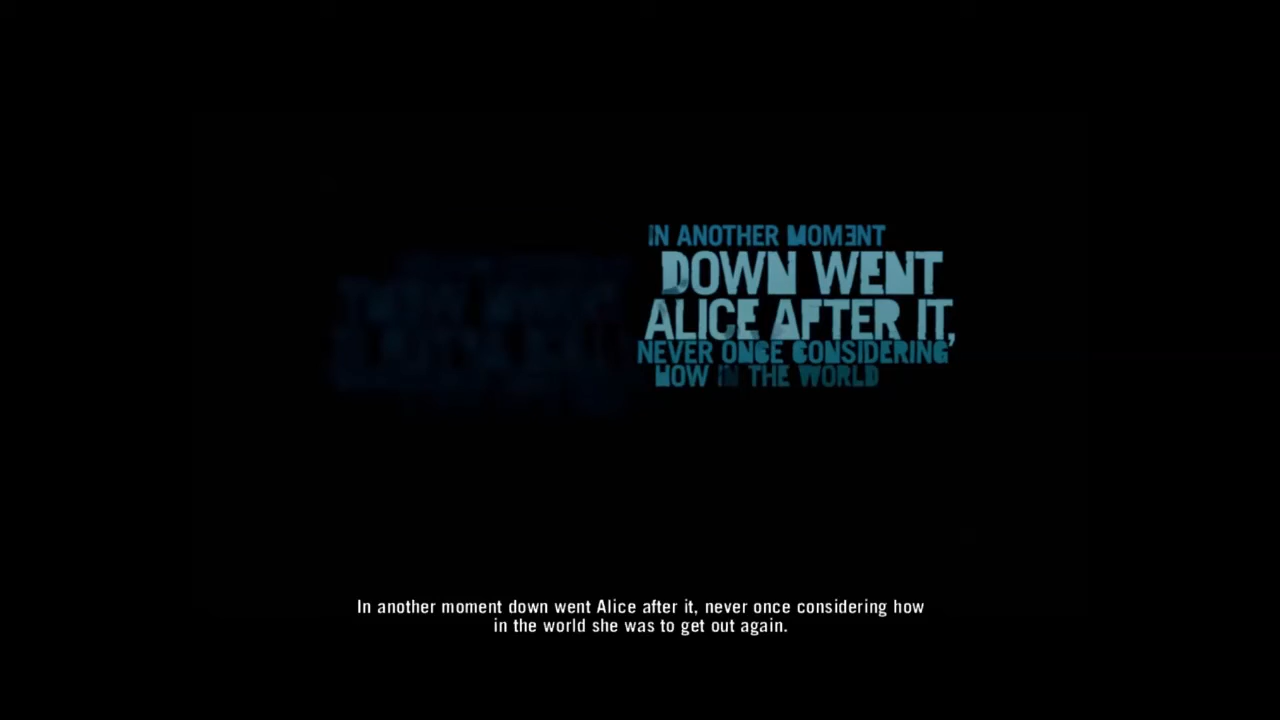 IN ANOTHER MOMENT
DOWN WENT
ALICE AFTER IT,
NEVER ONCE CONSIDERING
HOW IN THE WORLD
In another moment down went Alice after it, never once considering how
in the world she was to get out again.